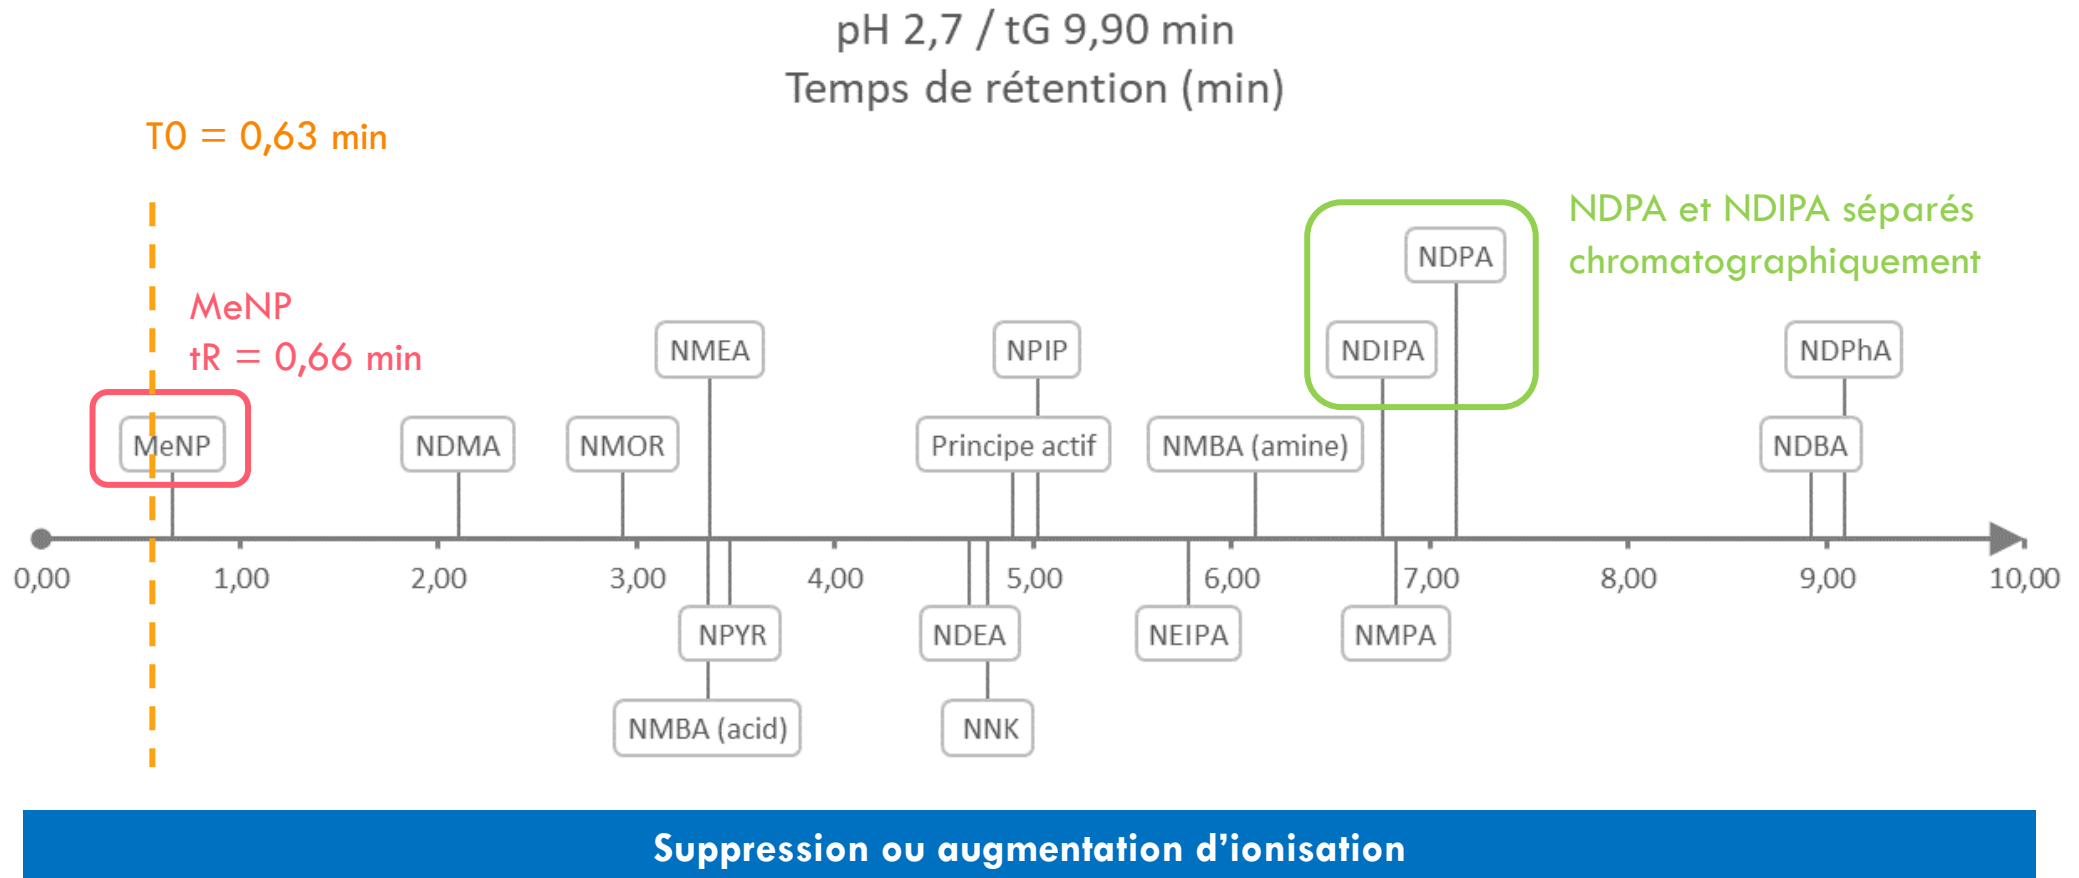 pH 2,7 / tG 9,90 min
Temps de rétention (min)
T0 = 0,63 min
NDPA et NDIPA séparés
chromatographiquement
NDPA
MeNP
tR = 0,66 min
NMEA
NPIP
NDIPA
NDPhA
MeNP
NDMA
NMOR
Principe actif
NMBA (amine)
NDBA
0,00
1,00
2,00
3,00
4,00
5,00
6,00
7,00
8,00
9,00
10,00
NPYR
NDEA
NEIPA
NMPA
NMBA (acid)
NNK
Suppression ou augmentation d’ionisation